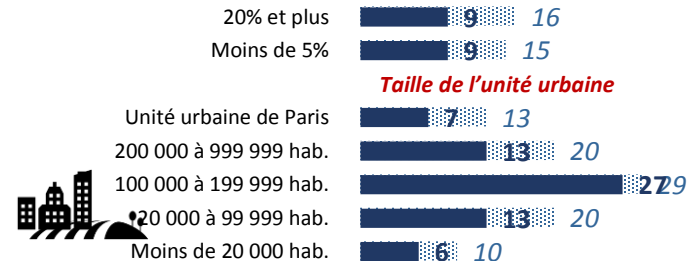 20% et plus 9 16
Moins de 5% 9 15
Taille de l’unité urbaine
Unité urbaine de Paris 7 13
200 000 à 999 999 hab. 13 20
100 000 à 199 999 hab. 27 29
20 000 à 99 999 hab. 13 20
Moins de 20 000 hab. 6 10